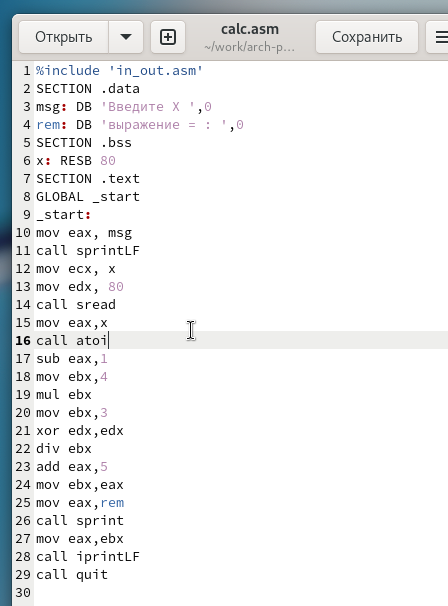 Открыть
calc.asm
~/work/arch-p...
Сохранить
1 %include 'in_out.asm'
2 SECTION .data
3 msg: DB 'Введите X ',0
4 rem: DB 'выражение = : ',0
5 SECTION .bss
6 x: RESB 80
7 SECTION .text
8 GLOBAL _start
9 _start:
10 mov eax, msg
11 call sprintLF
12 mov ecx, x
13 mov edx, 80
14 call sread
15 mov eax,x
16 call atoi
17 sub eax,1
18 mov ebx,4
19 mul ebx
20 mov ebx,3
21 xor edx,edx
22 div ebx
23 add eax,5
24 mov ebx,eax
25 mov eax,rem
26 call sprint
27 mov eax,ebx
28 call iprintLF
29 call quit
30